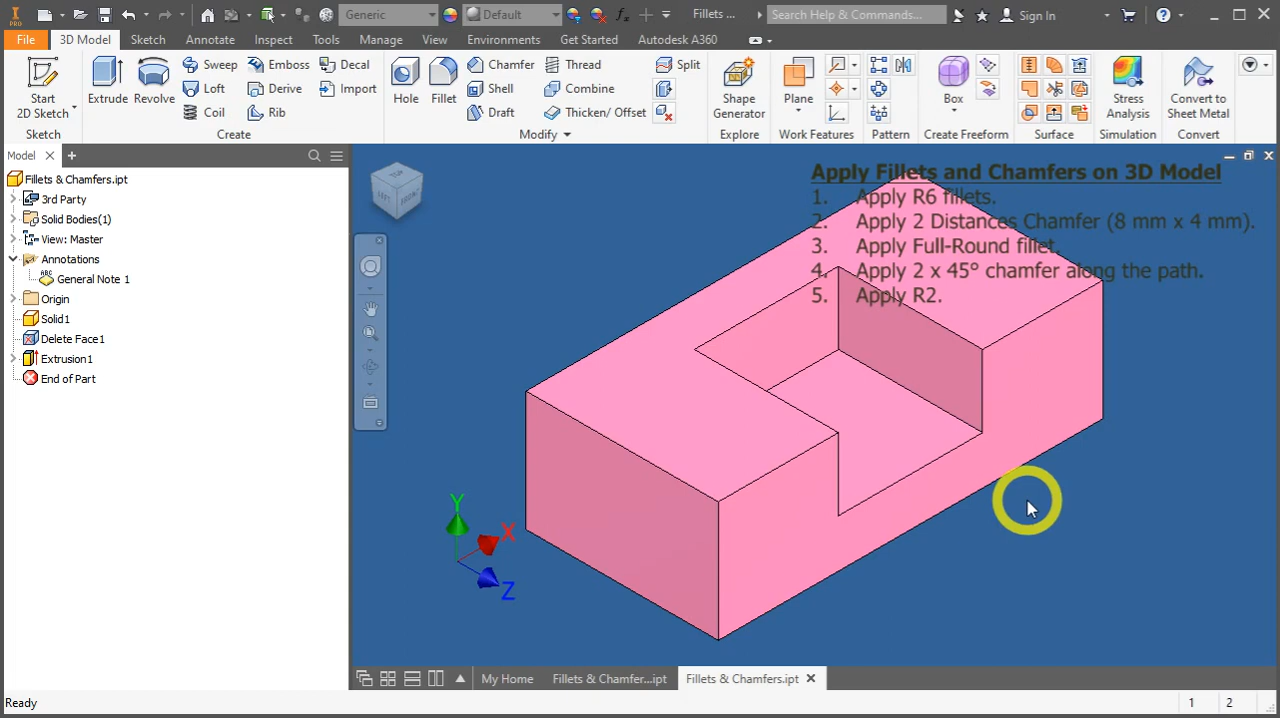 PRO
Generic
Default
Fillets ...
Search Help & Commands...
Sign In
File
3D Model
Sketch
Annotate
Inspect
Tools
Manage
View
Environments
Get Started
Autodesk A360
Start
2D Sketch
Extrude
Revolve
Sweep
Loft
Coil
Emboss
Derive
Rib
Decal
Import
Hole
Fillet
Chamfer
Shell
Draft
Thread
Combine
Thicken/ Offset
Split
Shape
Generator
Plane
Box
Stress
Analysis
Convert to
Sheet Metal
Sketch
Create
Modify
Explore
Work Features
Pattern
Create Freeform
Surface
Simulation
Convert
Model
Fillets & Chamfers.ipt
3rd Party
Solid Bodies(1)
View: Master
Annotations
General Note 1
Origin
Solid1
Delete Face1
Extrusion1
End of Part
TOP
LEFT
FRONT
Apply Fillets and Chamfers on 3D Model
1. Apply R6 fillets.
2. Apply 2 Distances Chamfer (8 mm x 4 mm).
3. Apply Full-Round fillet.
4. Apply 2 x 45° chamfer along the path.
5. Apply R2.
Y
X
Z
My Home
Fillets & Chamfer...ipt
Fillets & Chamfers.ipt
Ready
1
2